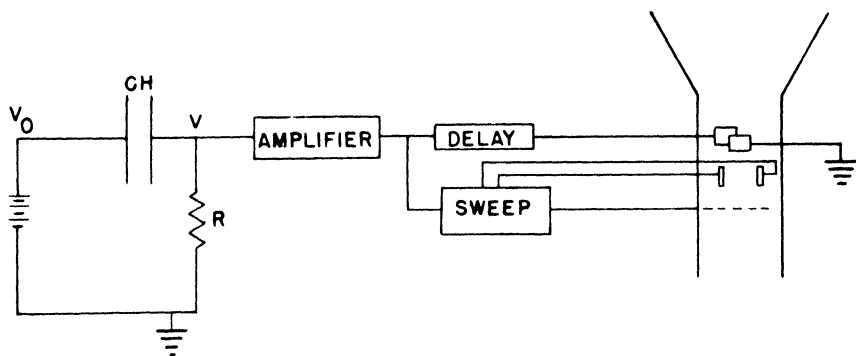 CH
V0
V
AMPLIFIER
DELAY
R
SWEEP